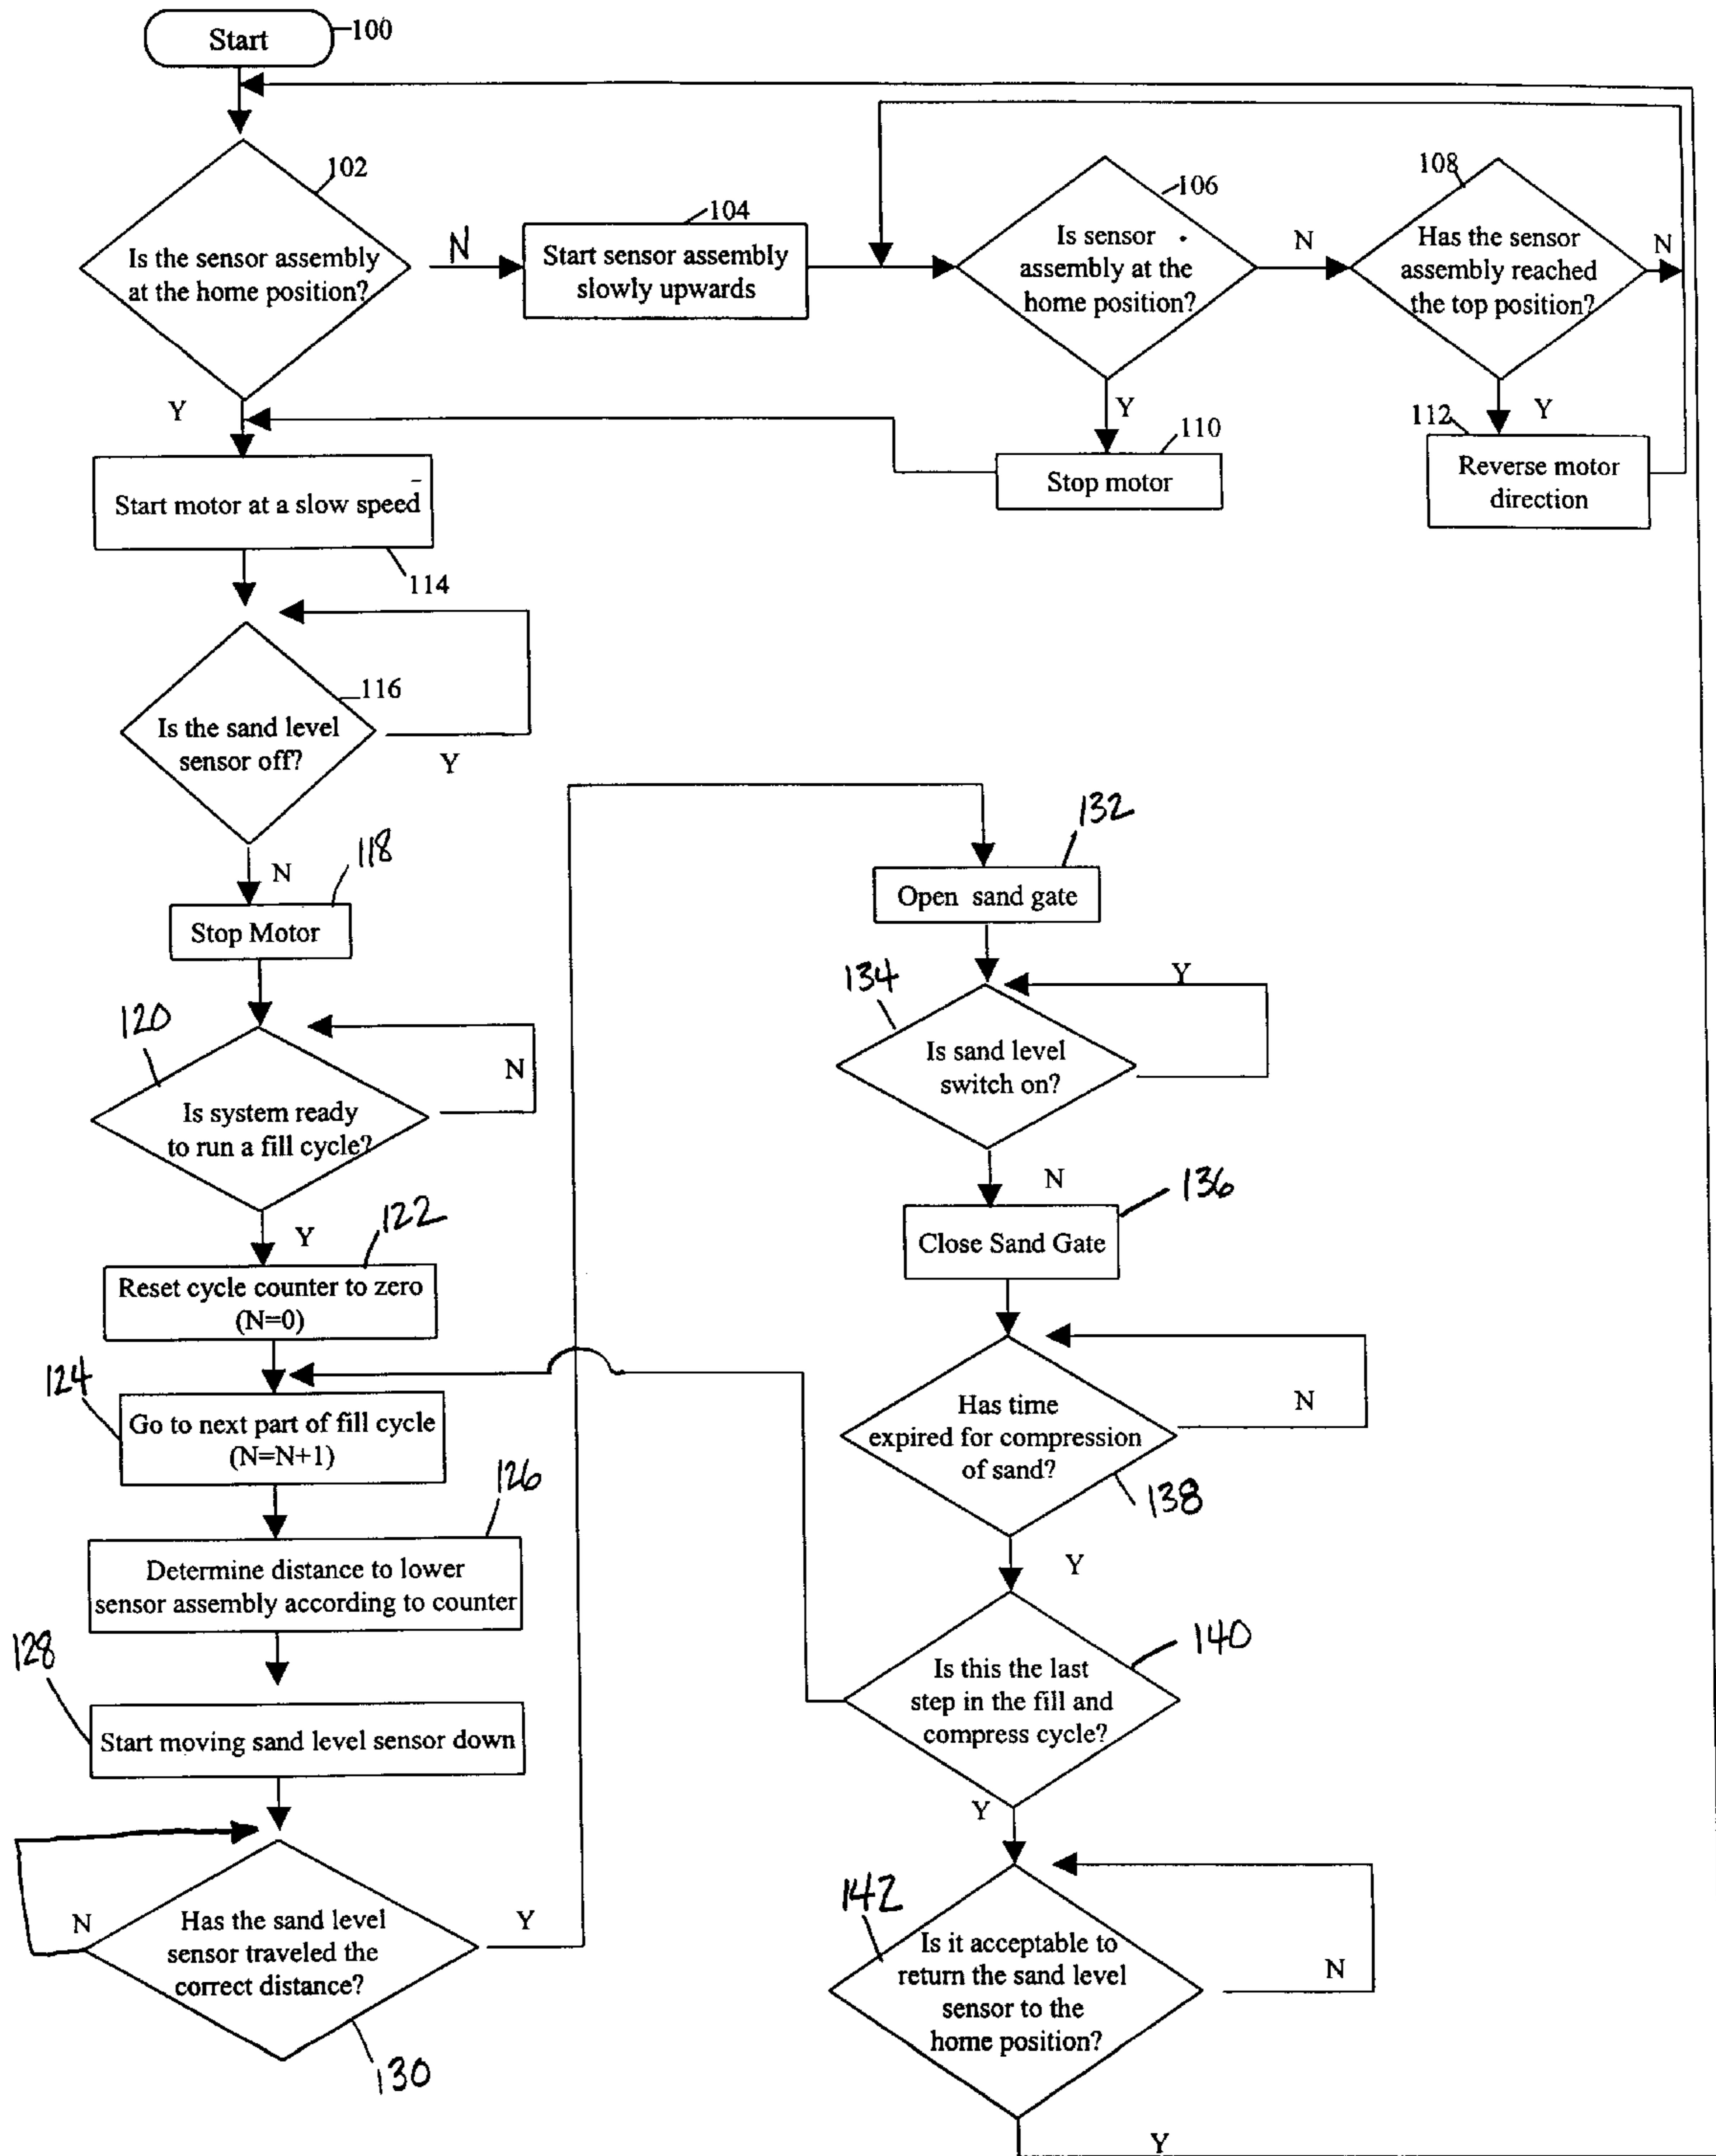 Start
100
102
Is the sensor assembly
at the home position?
N
104
Start sensor assembly
slowly upwards
106
Is sensor
assembly at the
home position?
N
108
Has the sensor
assembly reached
the top position?
N
Y
Y
110
Stop motor
Y
112
Reverse motor
direction
Start motor at a slow speed
114
116
Is the sand level
sensor off?
Y
N
118
Stop Motor
120
Is system ready
to run a fill cycle?
N
Y
122
Reset cycle counter to zero
(N=0)
124
Go to next part of fill cycle
(N=N+1)
126
Determine distance to lower
sensor assembly according to counter
128
Start moving sand level sensor down
N
Has the sand level
sensor traveled the
correct distance?
Y
130
132
Open sand gate
134
Y
Is sand level
switch on?
N
136
Close Sand Gate
Has time
expired for compression
of sand?
N
138
Y
140
Is this the last
step in the fill and
compress cycle?
Y
142
Is it acceptable to
return the sand level
sensor to the
home position?
N
Y